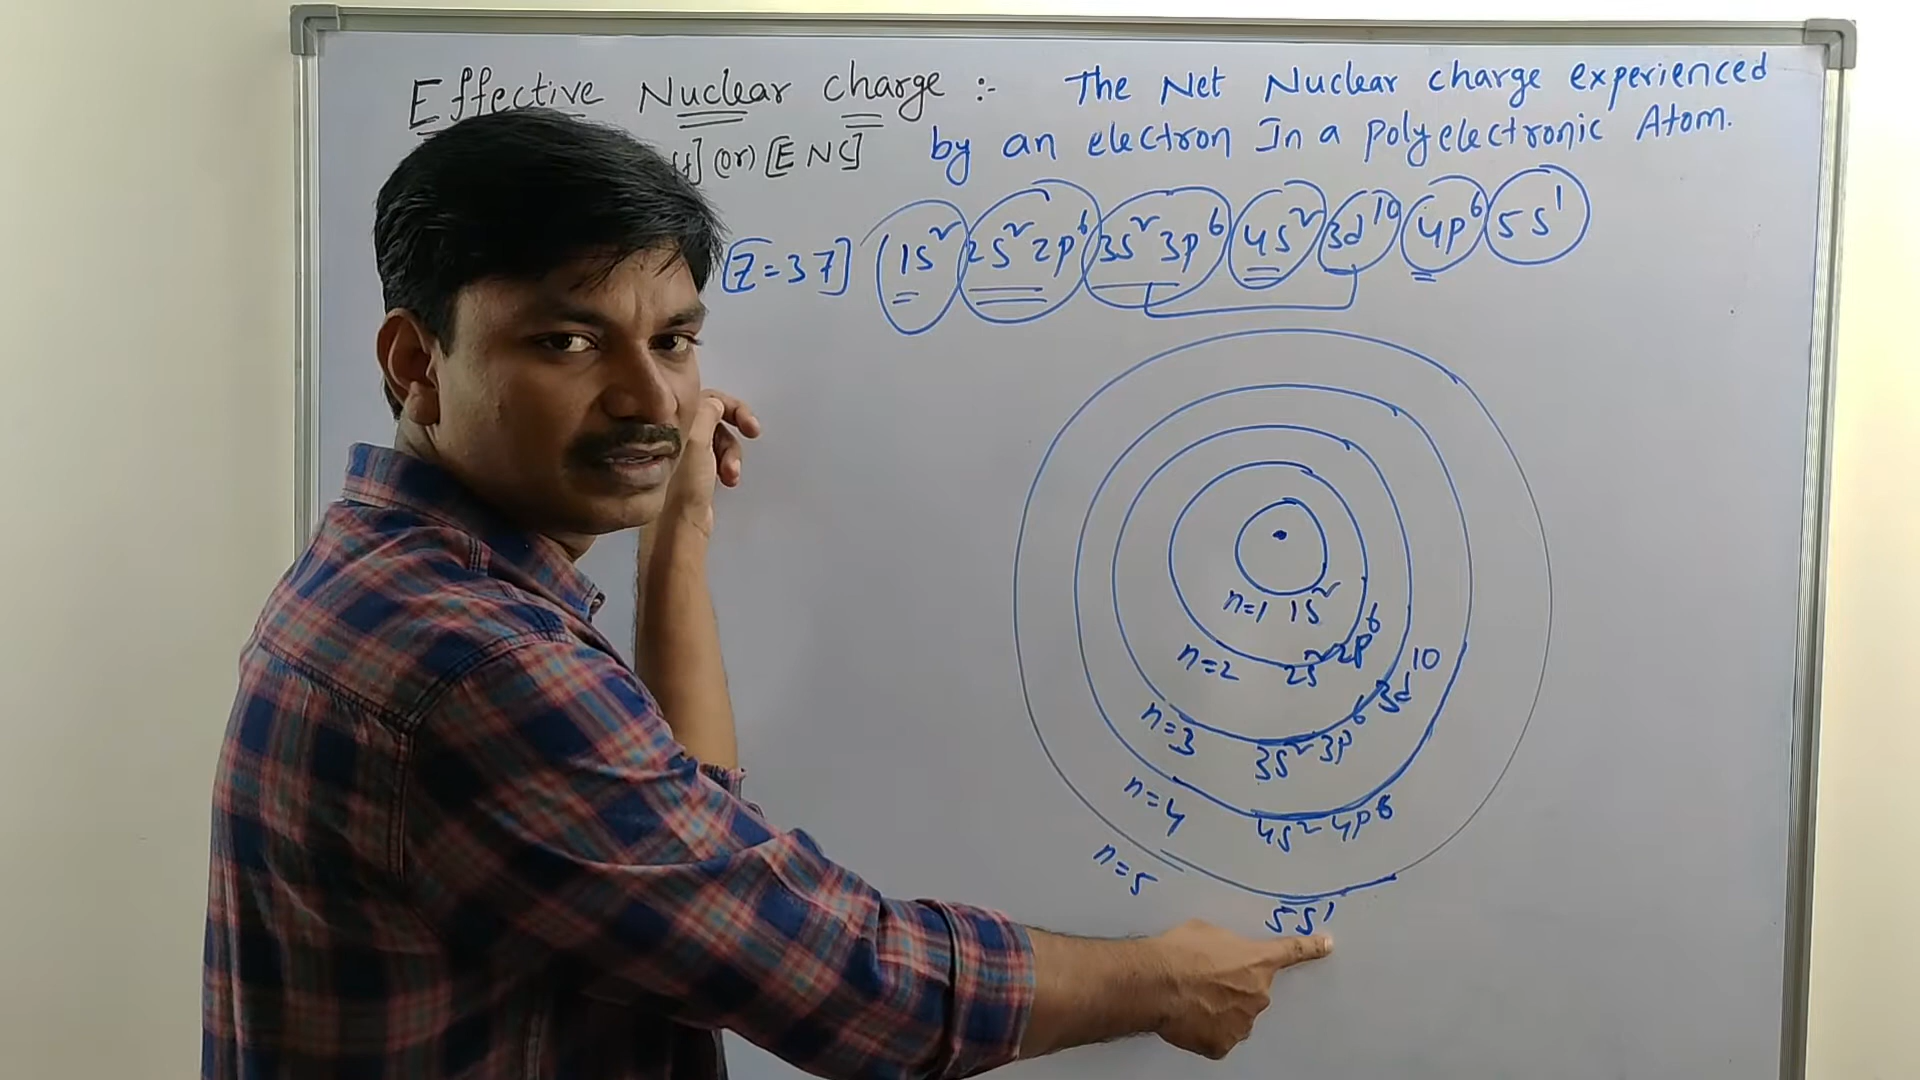 Effective Nuclear charge :- The Net Nuclear charge experienced
(or) [ENC] by an electron In a polyelectronic Atom.
[Z=37] 1s² 2s² 2p⁶ 3s² 3p⁶ 4s² 3d¹⁰ 4p⁶ 5s¹
n=1 1s²
n=2 2s² 2p⁶
n=3 3s² 3p⁶ 3d¹⁰
n=4 4s² 4p⁶
n=5 5s¹